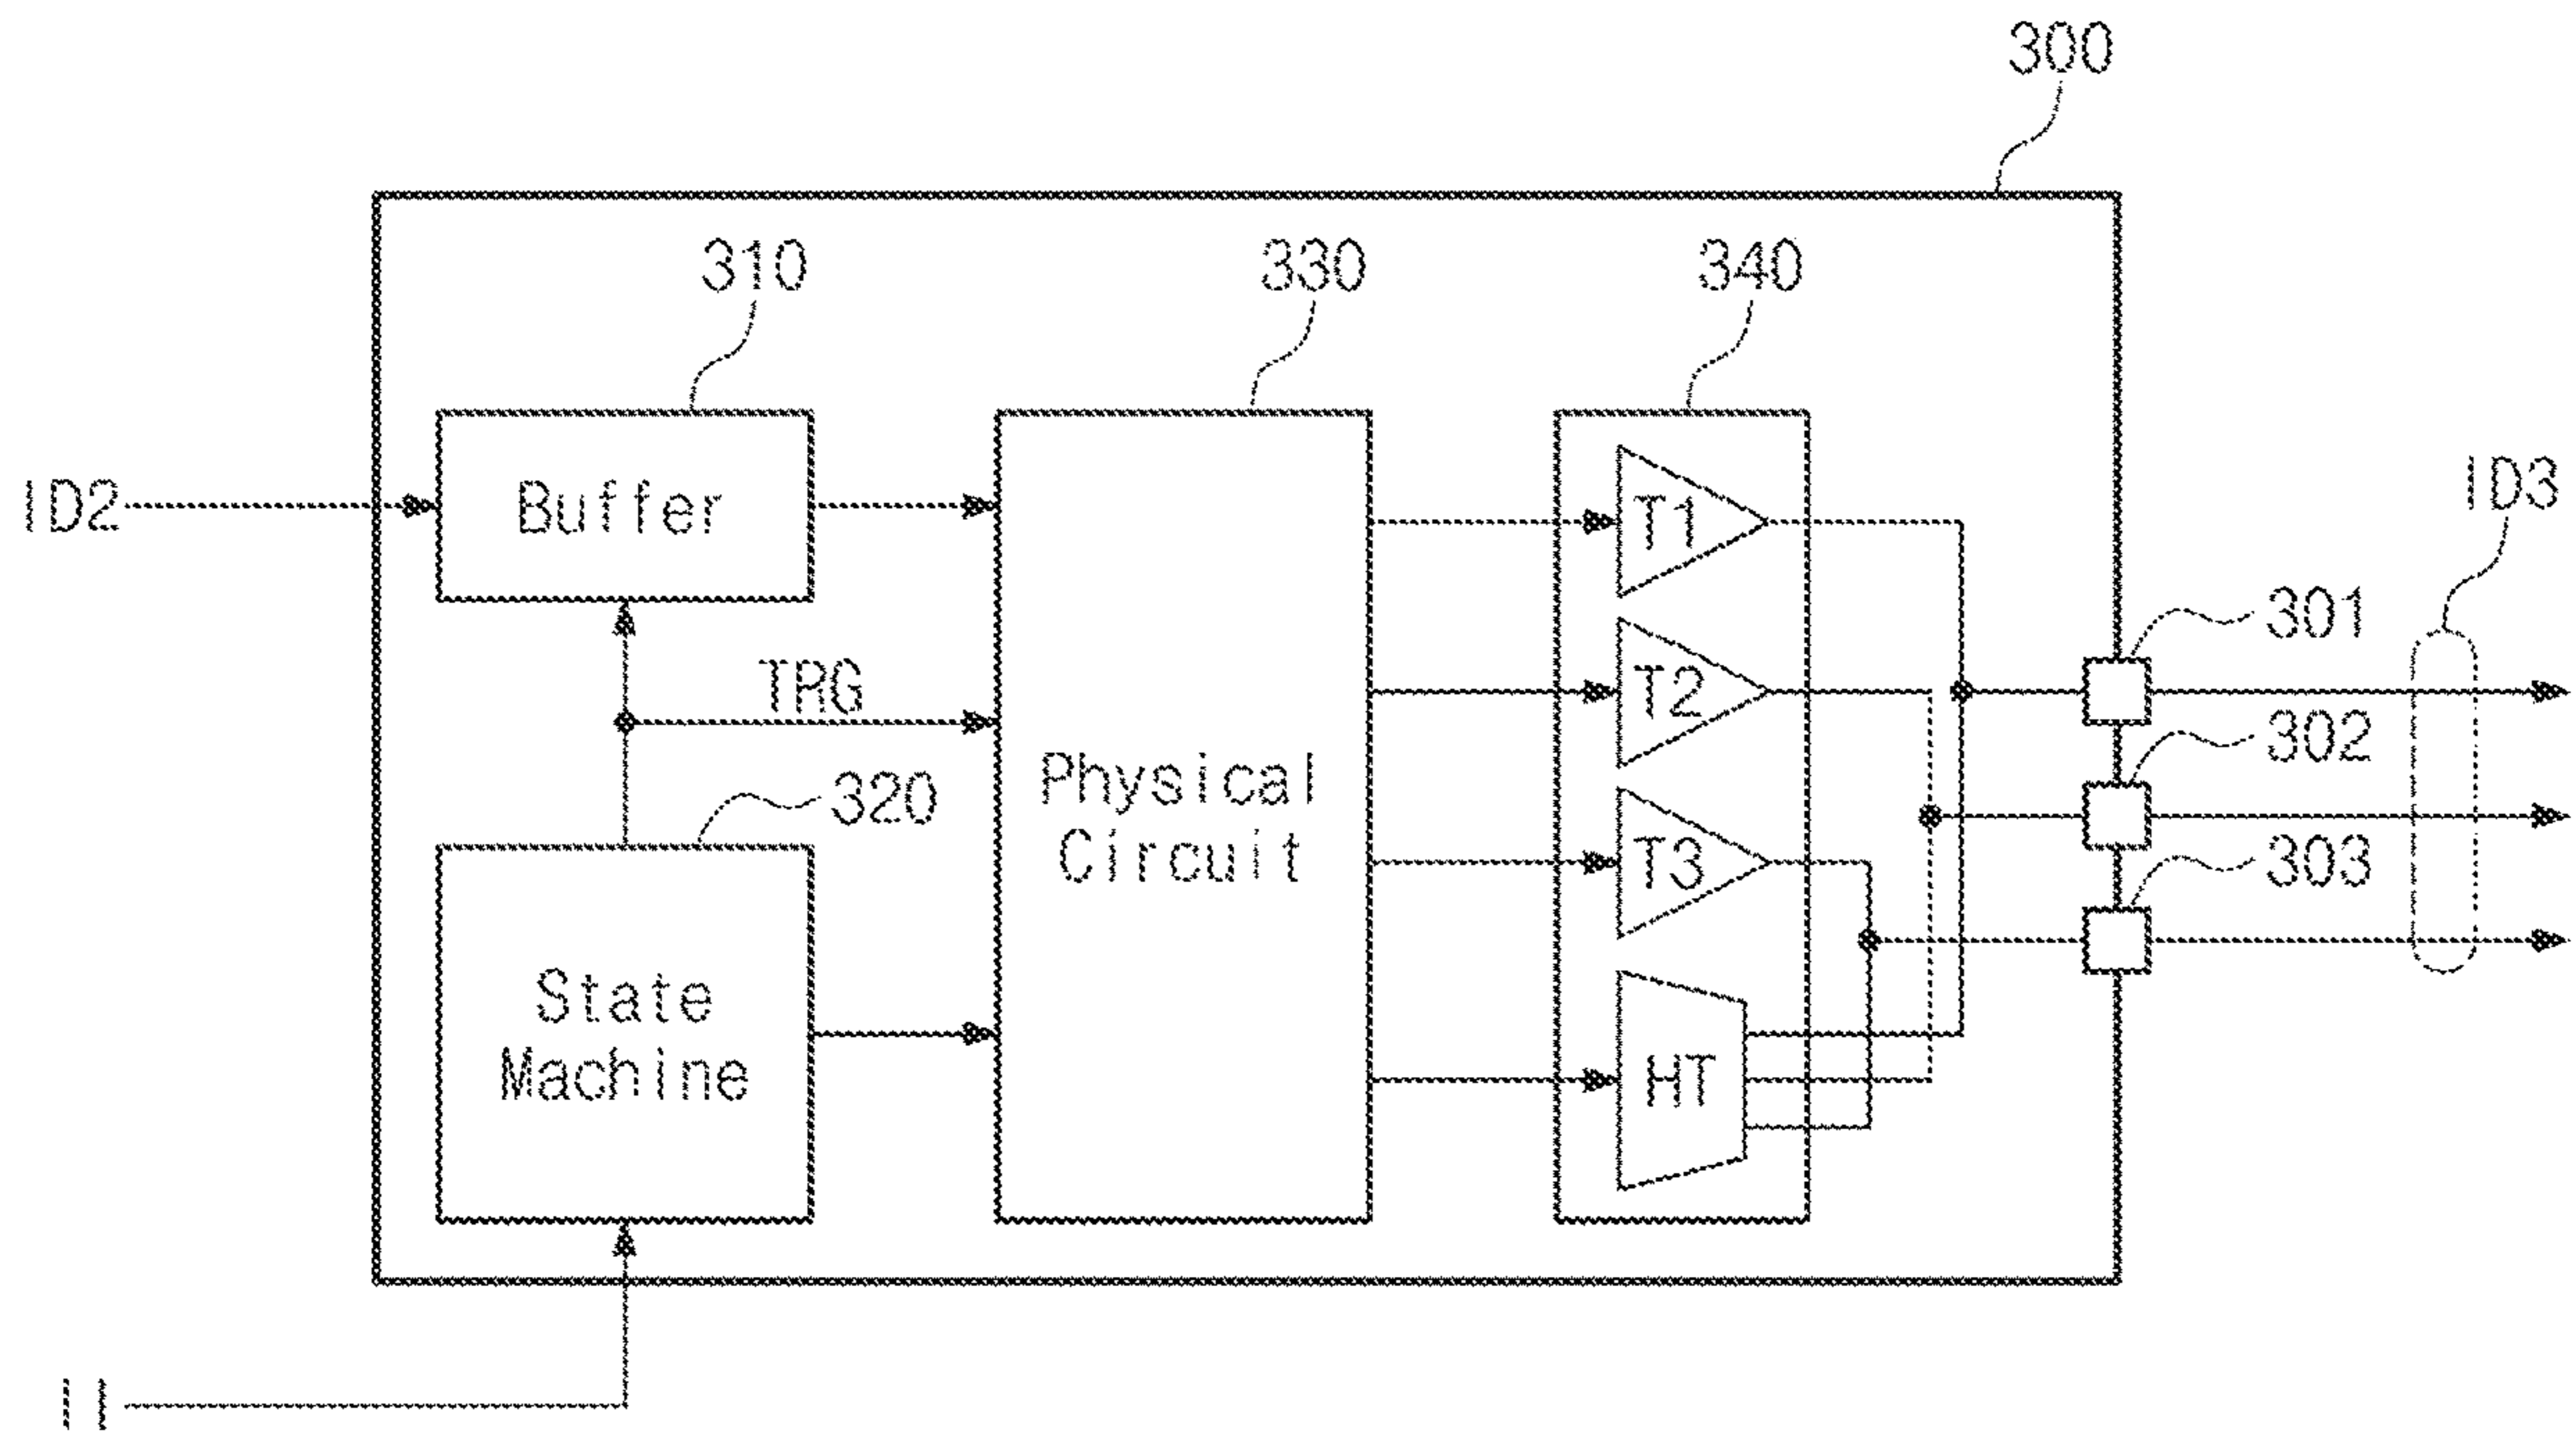 300
310
330
340
ID2
Buffer
T1
ID3
301
TRG
T2
302
320
Physical
Circuit
T3
303
State
Machine
HT
II